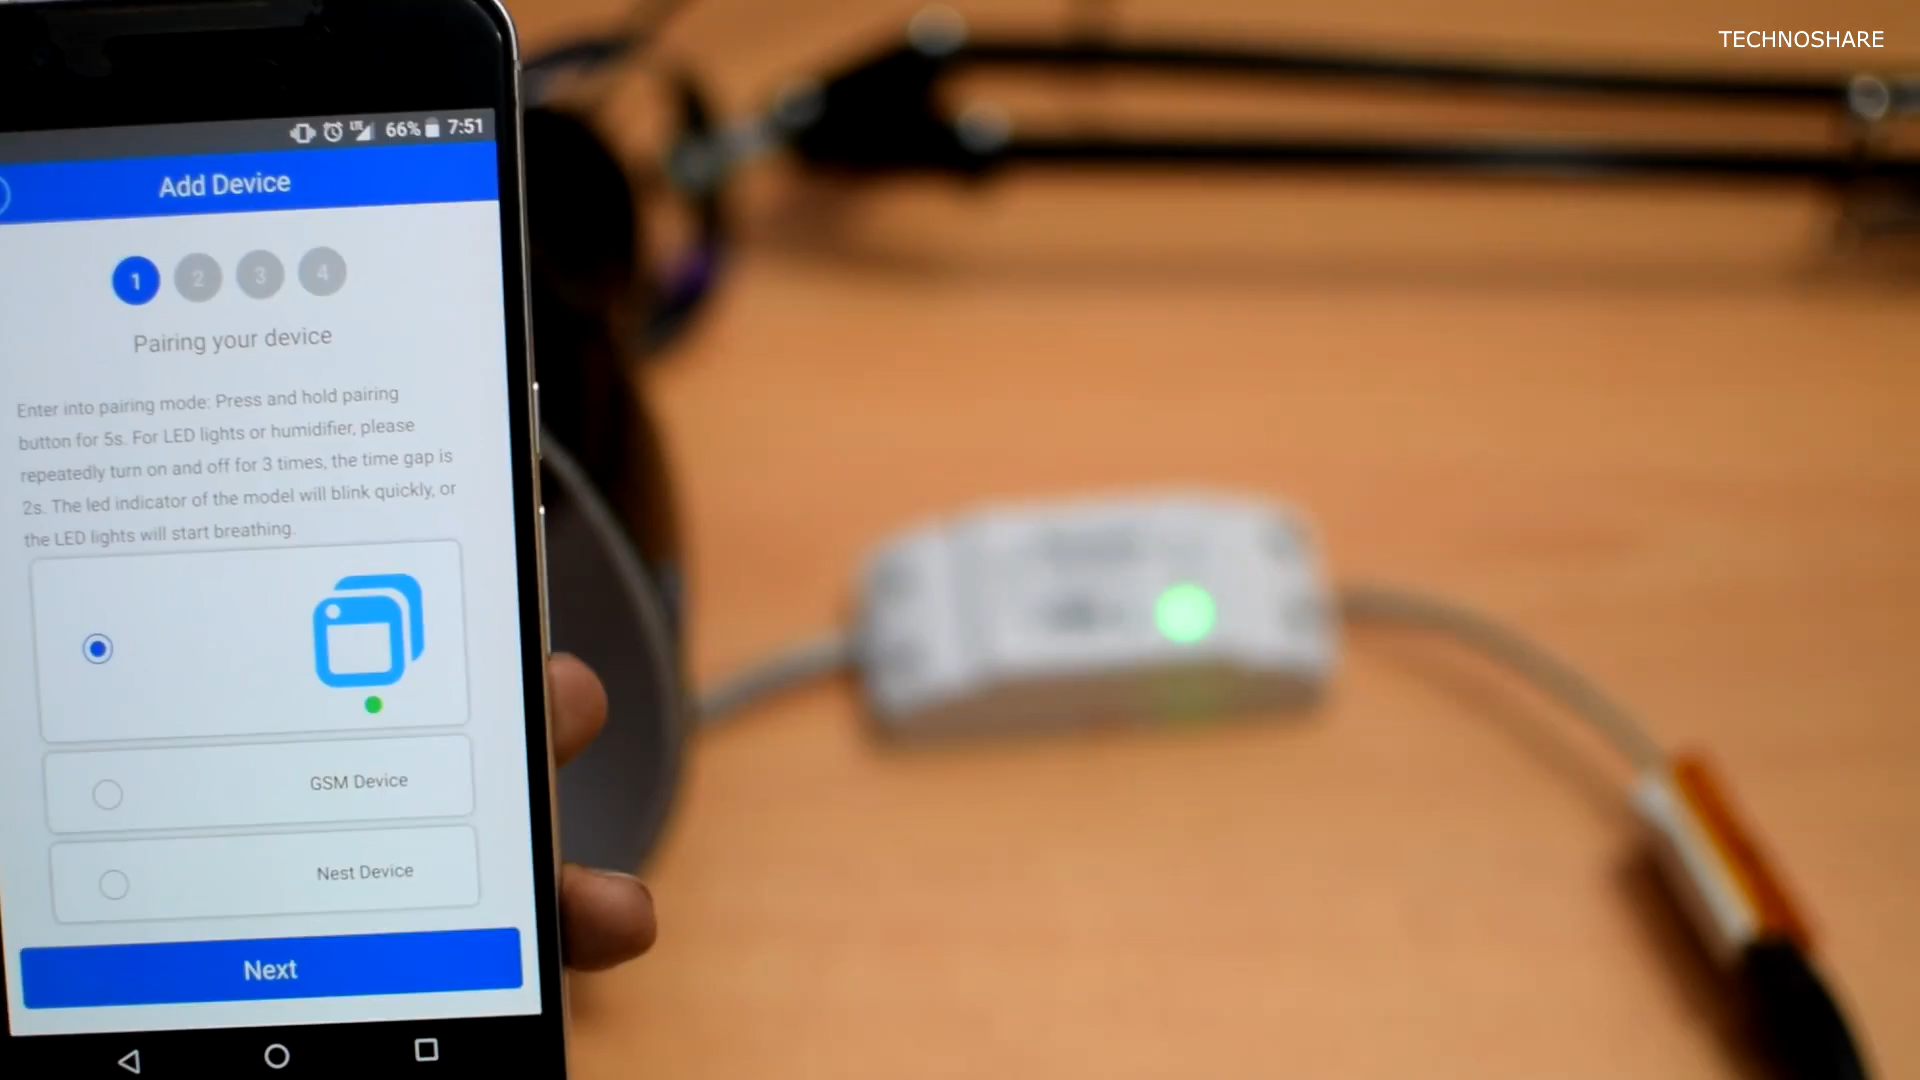 TECHNOSHARE
LTE 66% 7:51
Add Device
1 2 3 4
Pairing your device
Enter into pairing mode: Press and hold pairing
button for 5s. For LED lights or humidifier, please
repeatedly turn on and off for 3 times, the time gap is
2s. The led indicator of the model will blink quickly, or
the LED lights will start breathing.
GSM Device
Nest Device
Next